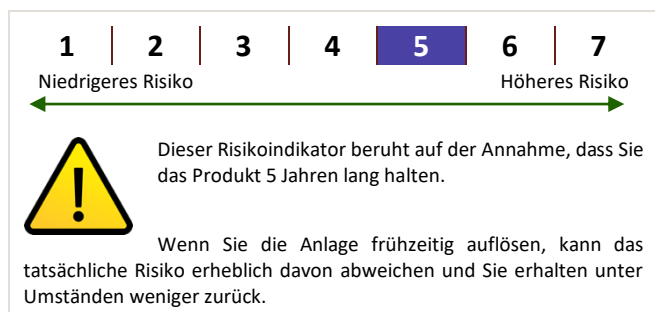 1 2 3 4 5 6 7
Niedrigeres Risiko Höheres Risiko
Dieser Risikoindikator beruht auf der Annahme, dass Sie
das Produkt 5 Jahren lang halten.
Wenn Sie die Anlage frühzeitig auflösen, kann das
tatsächliche Risiko erheblich davon abweichen und Sie erhalten unter
Umständen weniger zurück.